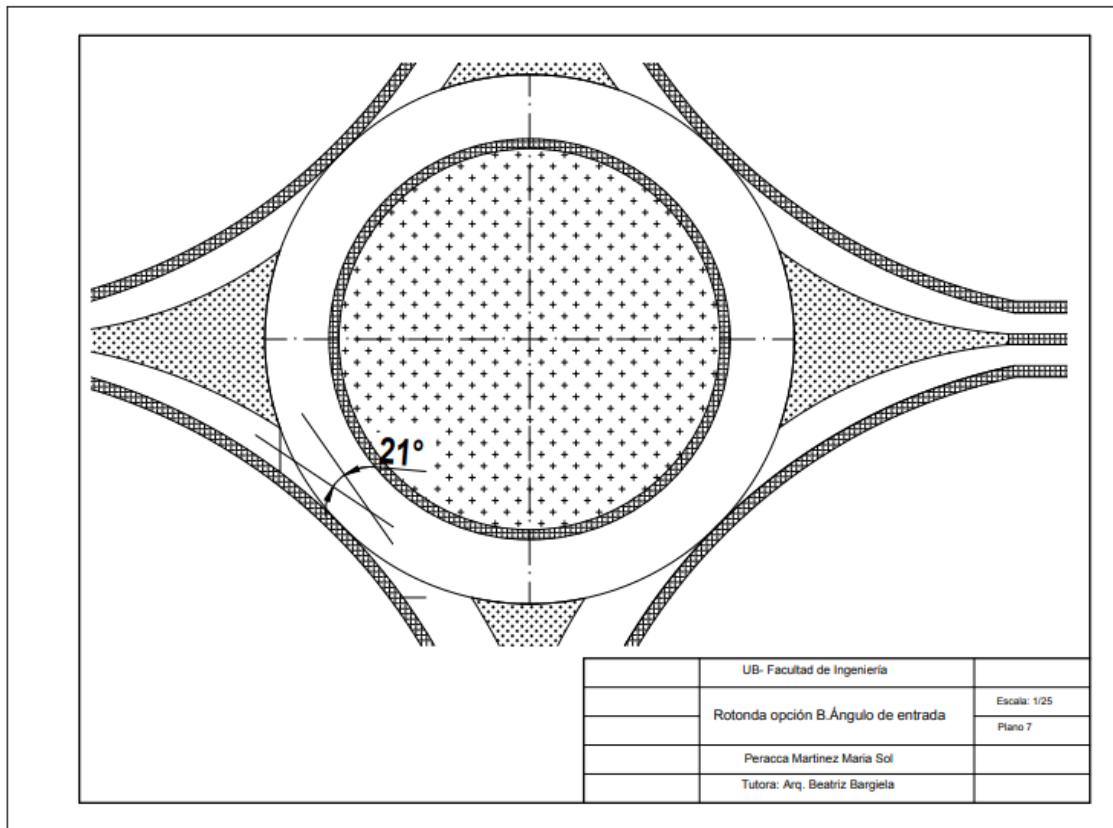 21°
UB- Facultad de Ingeniería
Rotonda opción B.Ángulo de entrada
Escala: 1/25
Plano 7
Peracca Martinez Maria Sol
Tutora: Arq. Beatriz Bargiela